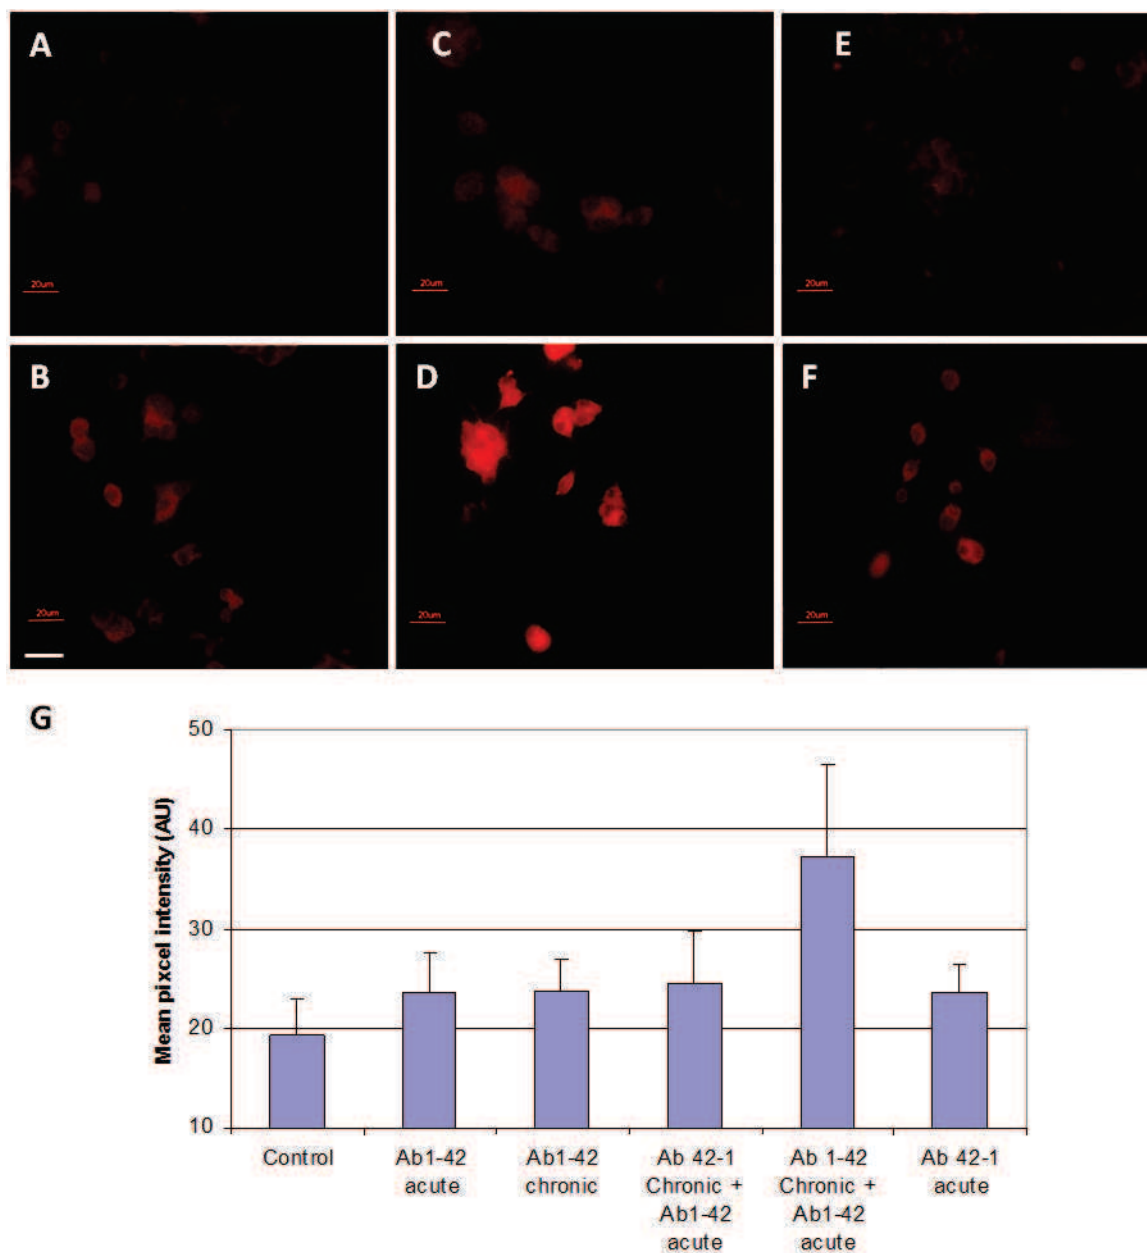 A
C
E
20um
20um
20um
B
D
F
20um
20um
20um
G
50
40
30
20
10
Mean pixcel intensity (AU)
Control
Ab1-42
acute
Ab1-42
chronic
Ab 42-1
Chronic +
Ab1-42
acute
Ab 1-42
Chronic +
Ab1-42
acute
Ab 42-1
acute